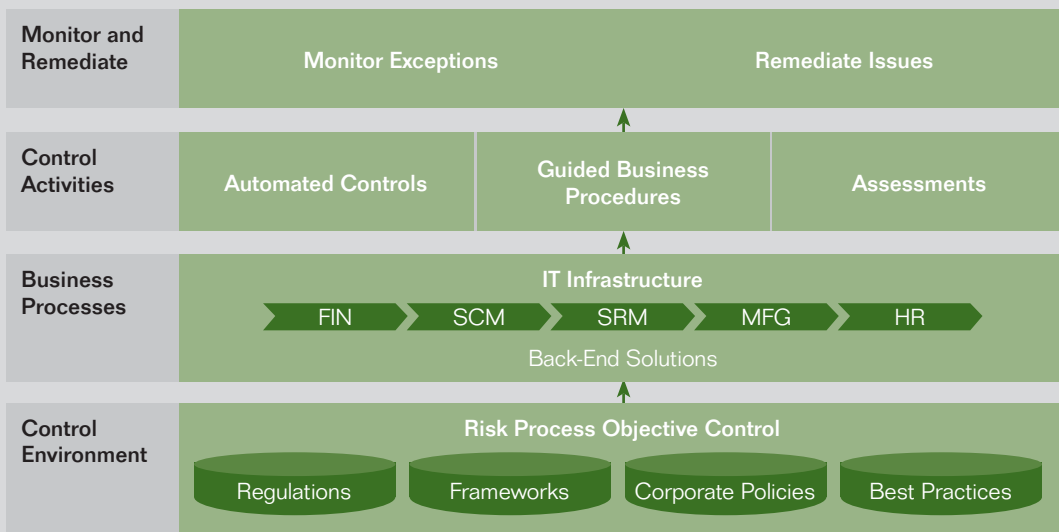 Monitor and
Remediate
Monitor Exceptions
Remediate Issues
Control
Activities
Automated Controls
Guided Business
Procedures
Assessments
Business
Processes
IT Infrastructure
FIN
SCM
SRM
MFG
HR
Back-End Solutions
Control
Environment
Risk Process Objective Control
Regulations
Frameworks
Corporate Policies
Best Practices